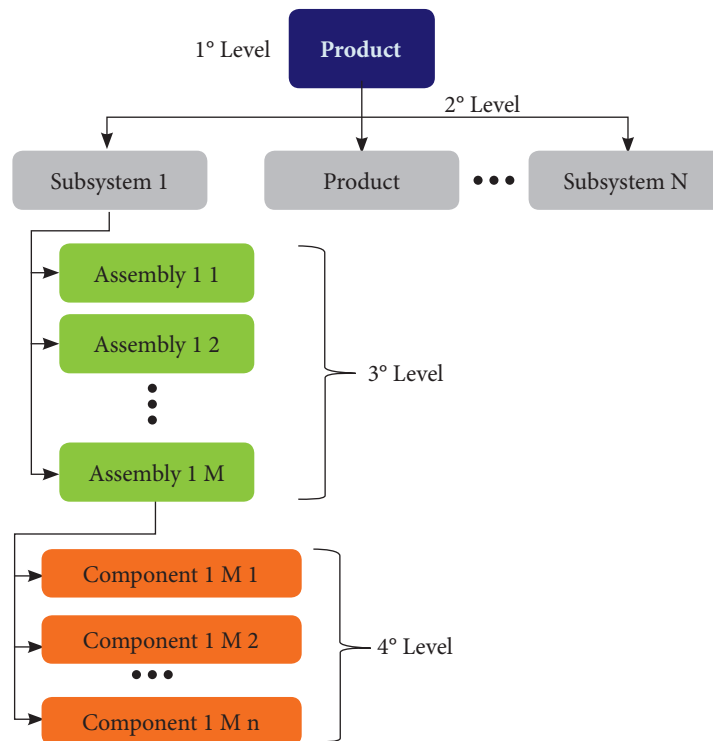 1° Level
Product
2° Level
Subsystem 1
Product
Subsystem N
Assembly 1 1
Assembly 1 2
3° Level
Assembly 1 M
Component 1 M 1
Component 1 M 2
4° Level
Component 1 M n